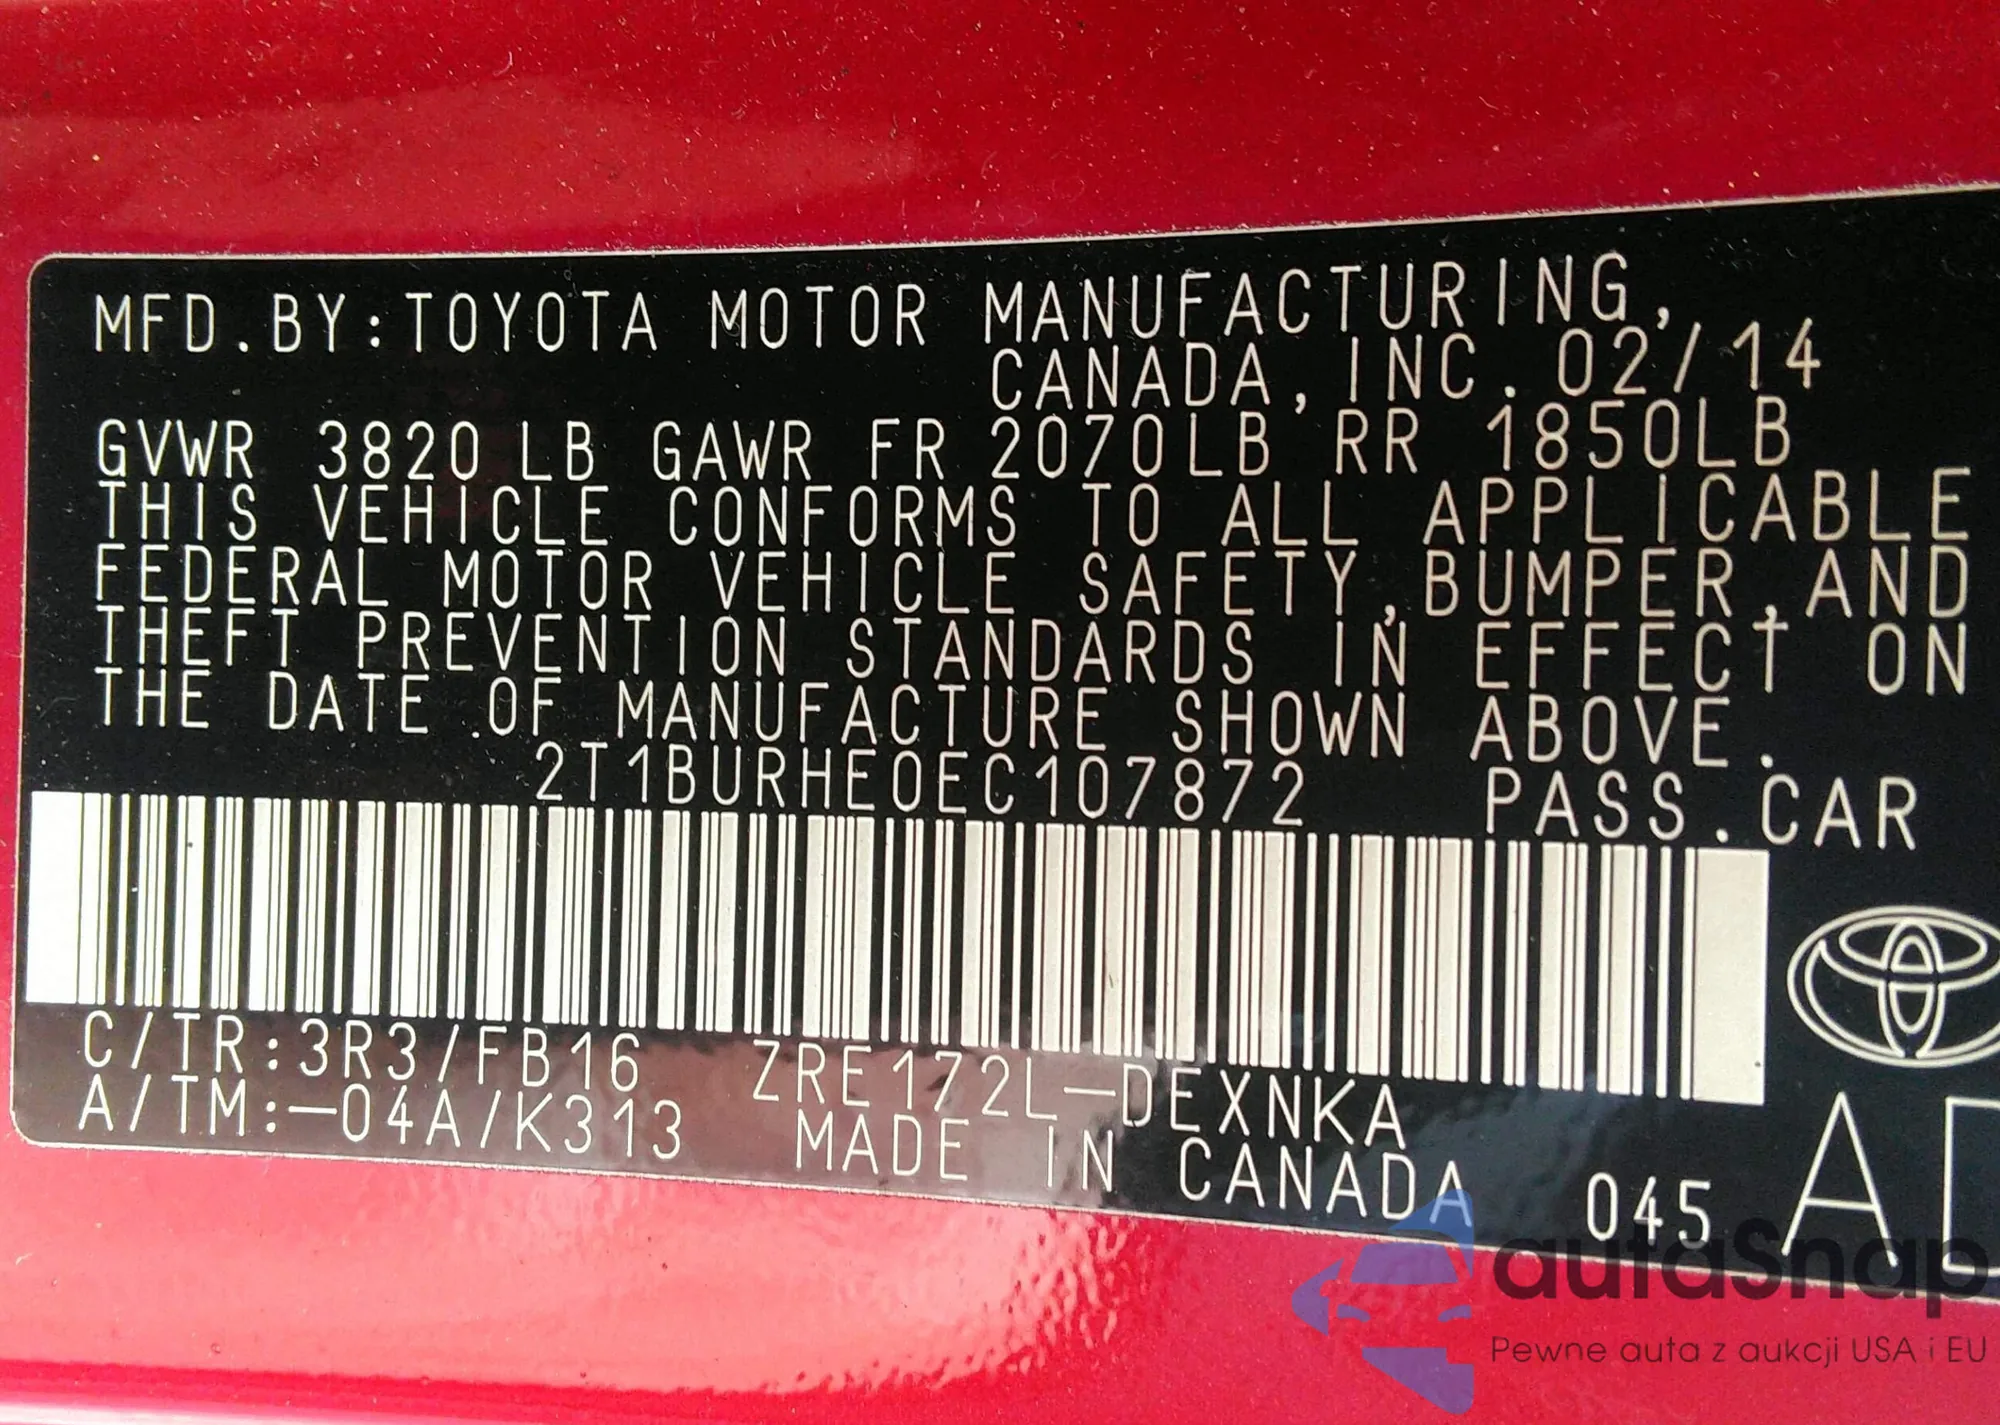 MFD.BY:TOYOTA MOTOR MANUFACTURING,
CANADA, INC. 02/14
GVWR 3820LB GAWR FR 2070LB RR 1850LB
THIS VEHICLE CONFORMS TO ALL APPLICABLE
FEDERAL MOTOR VEHICLE SAFETY,BUMPER,AND
THEFT PREVENTION STANDARDS IN EFFECT ON
THE DATE OF MANUFACTURE SHOWN ABOVE.
2T1BURHE0EC107872 PASS.CAR
C/TR:3R3/FB16 ZRE172L-DEXNKA
A/TM:-04A/K313 MADE IN CANADA 045
autaSnap
Pewne auta z aukcji USA i EU